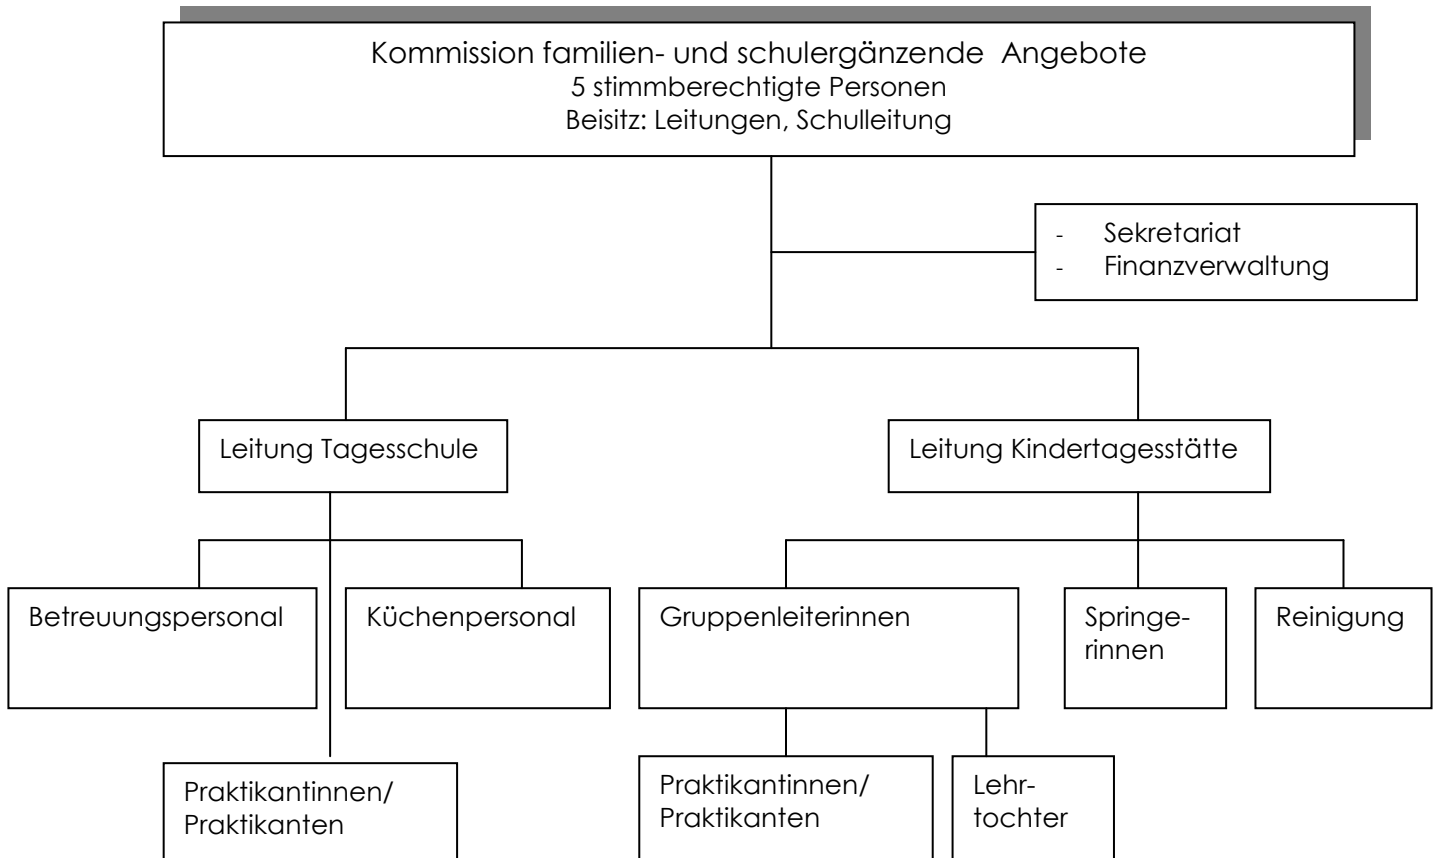 Kommission familien- und schulergänzende  Angebote
5 stimmberechtigte Personen
Beisitz: Leitungen, Schulleitung
- Sekretariat
- Finanzverwaltung
Leitung Tagesschule
Leitung Kindertagesstätte
Betreuungspersonal
Küchenpersonal
Gruppenleiterinnen
Springe-
rinnen
Reinigung
Praktikantinnen/
Praktikanten
Praktikantinnen/
Praktikanten
Lehr-
tochter